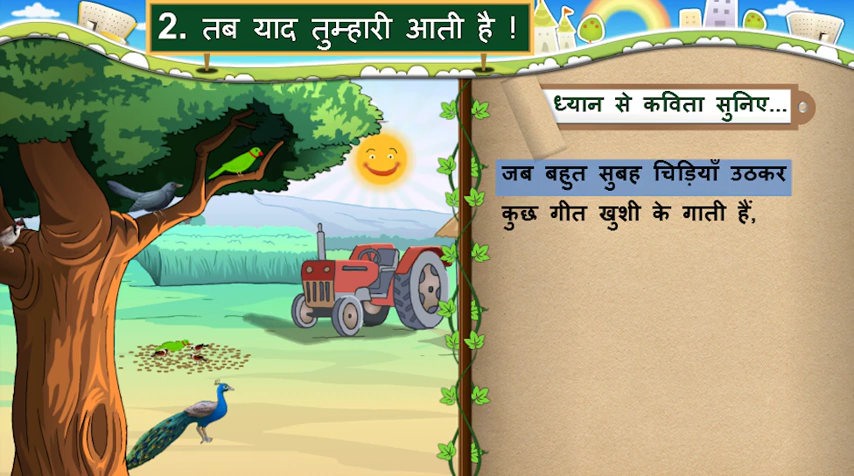 2. तब याद तुम्हारी आती है !
ध्यान से कविता सुनिए...
जब बहुत सुबह चिड़ियाँ उठकर
कुछ गीत खुशी के गाती हैं,